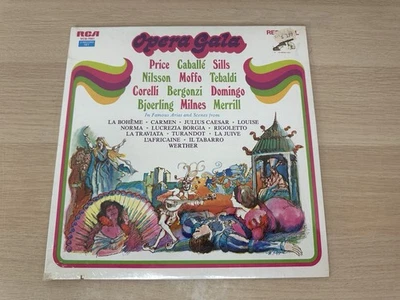 RCA
Opera Gala
Price Caballé Sills
Nilsson Moffo Tebaldi
Corelli Bergonzi Domingo
Bjoerling Milnes Merrill
In Famous Arias and Scenes from:
LA BOHÈME • CARMEN • JULIUS CAESAR • LOUISE
NORMA • LUCREZIA BORGIA • RIGOLETTO
LA TRAVIATA • TURANDOT • LA JUIVE
L'AFRICAINE • IL TABARRO
WERTHER